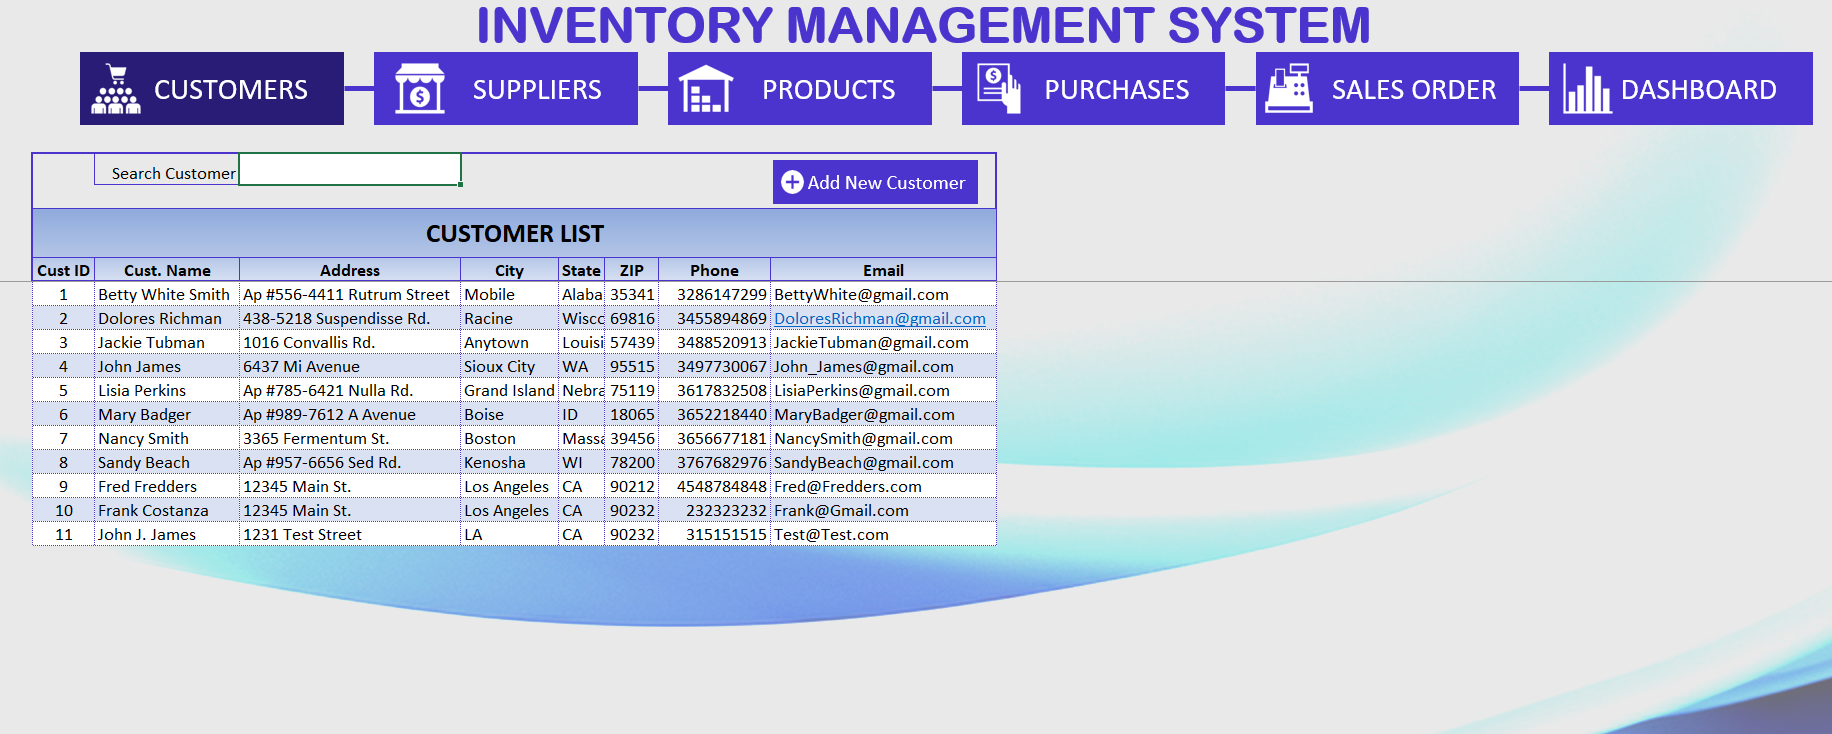 INVENTORY MANAGEMENT SYSTEM
CUSTOMERS SUPPLIERS PRODUCTS PURCHASES SALES ORDER DASHBOARD
Search Customer
Add New Customer
CUSTOMER LIST
Cust ID Cust. Name Address City State ZIP Phone Email
1 Betty White Smith Ap #556-4411 Rutrum Street Mobile Alaba 35341 3286147299 BettyWhite@gmail.com
2 Dolores Richman 438-5218 Suspendisse Rd. Racine Wisco 69816 3455894869 DoloresRichman@gmail.com
3 Jackie Tubman 1016 Convallis Rd. Anytown Louisi 57439 3488520913 JackieTubman@gmail.com
4 John James 6437 Mi Avenue Sioux City WA 95515 3497730067 John_James@gmail.com
5 Lisia Perkins Ap #785-6421 Nulla Rd. Grand Island Nebra 75119 3617832508 LisiaPerkins@gmail.com
6 Mary Badger Ap #989-7612 A Avenue Boise ID 18065 3652218440 MaryBadger@gmail.com
7 Nancy Smith 3365 Fermentum St. Boston Massa 39456 3656677181 NancySmith@gmail.com
8 Sandy Beach Ap #957-6656 Sed Rd. Kenosha WI 78200 3767682976 SandyBeach@gmail.com
9 Fred Fredders 12345 Main St. Los Angeles CA 90212 4548784848 Fred@Fredders.com
10 Frank Costanza 12345 Main St. Los Angeles CA 90232 232323232 Frank@Gmail.com
11 John J. James 1231 Test Street LA CA 90232 315151515 Test@Test.com